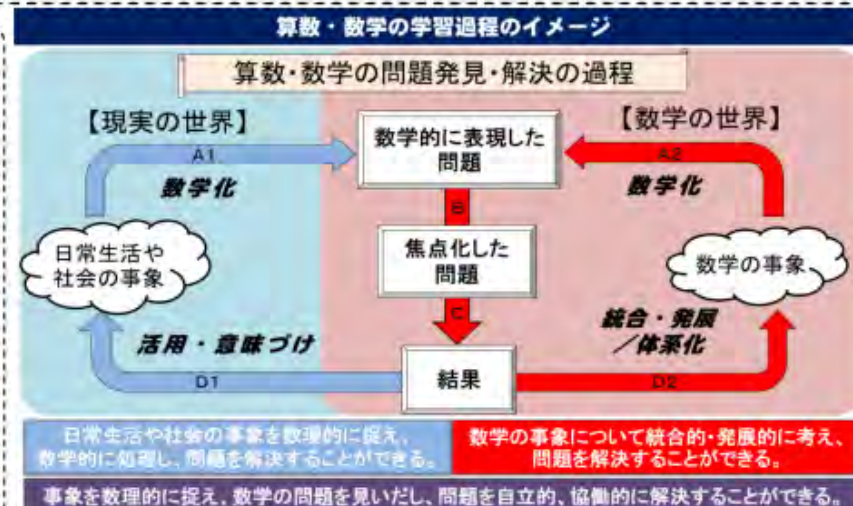 算数・数学の学習過程のイメージ
算数・数学の問題発見・解決の過程
【現実の世界】
【数学の世界】
A1
数学化
数学的に表現した
問題
A2
数学化
B
日常生活や
社会の事象
焦点化した
問題
数学の事象
C
活用・意味づけ
統合・発展
／体系化
D1
結果
D2
日常生活や社会の事象を数理的に捉え、
数学的に処理し、問題を解決することができる。
数学の事象について統合的・発展的に考え、
問題を解決することができる。
事象を数理的に捉え、数学の問題を見いだし、問題を自立的、協働的に解決することができる。